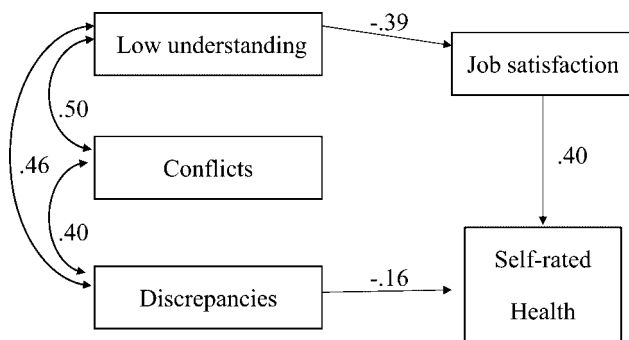 Low understanding
-.39
Job satisfaction
.50
.46
Conflicts
.40
.40
Discrepancies
-.16
Self-rated
Health